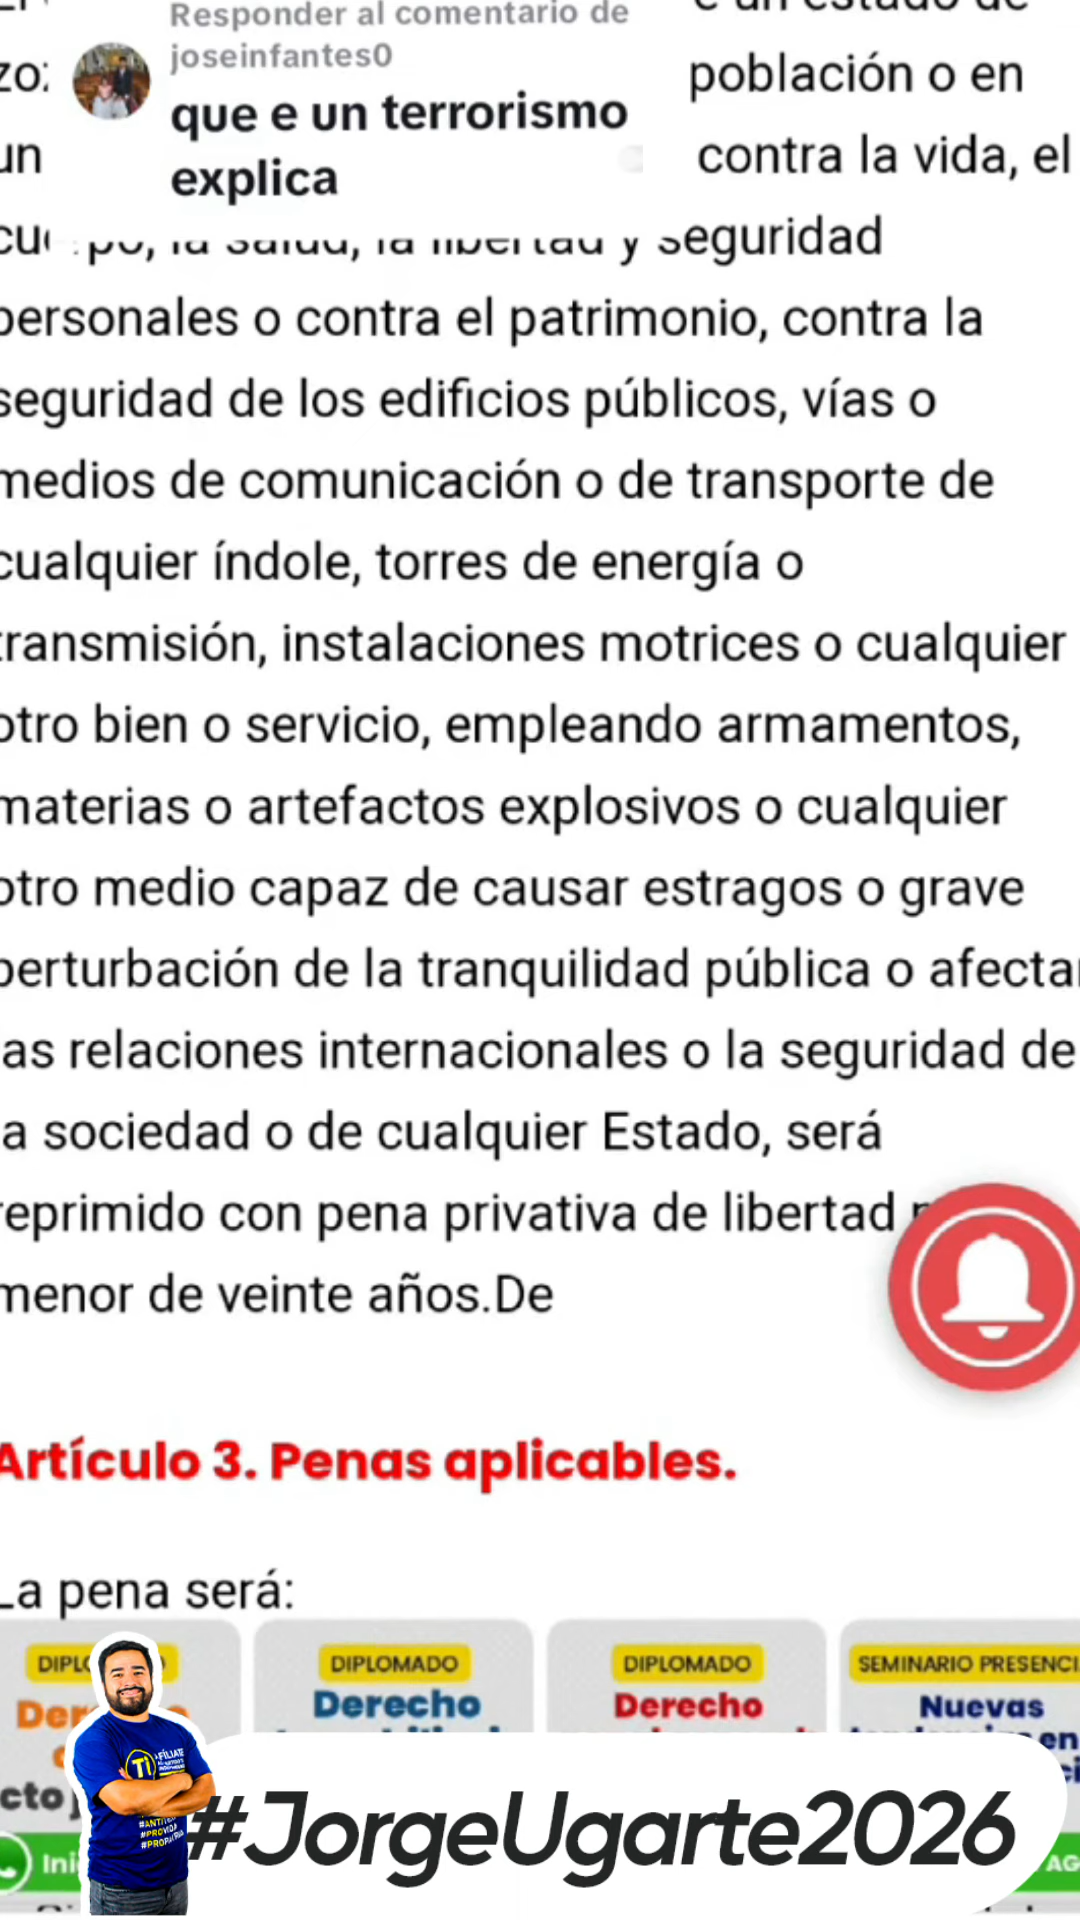 Responder al comentario de
joseinfantes0
que e un terrorismo
explica
población o en
un
contra la vida, el
seguridad
personales o contra el patrimonio, contra la
seguridad de los edificios públicos, vías o
medios de comunicación o de transporte de
cualquier índole, torres de energía o
transmisión, instalaciones motrices o cualquier
otro bien o servicio, empleando armamentos,
materias o artefactos explosivos o cualquier
otro medio capaz de causar estragos o grave
perturbación de la tranquilidad pública o afectar
las relaciones internacionales o la seguridad de
la sociedad o de cualquier Estado, será
reprimido con pena privativa de libertad
menor de veinte años.De
Artículo 3. Penas aplicables.
La pena será:
DIPLOMADO
Derecho
DIPLOMADO
Derecho
SEMINARIO PRESENCI
Nuevas
en
Ti
AFÍLIATE
#JorgeUgarte2026